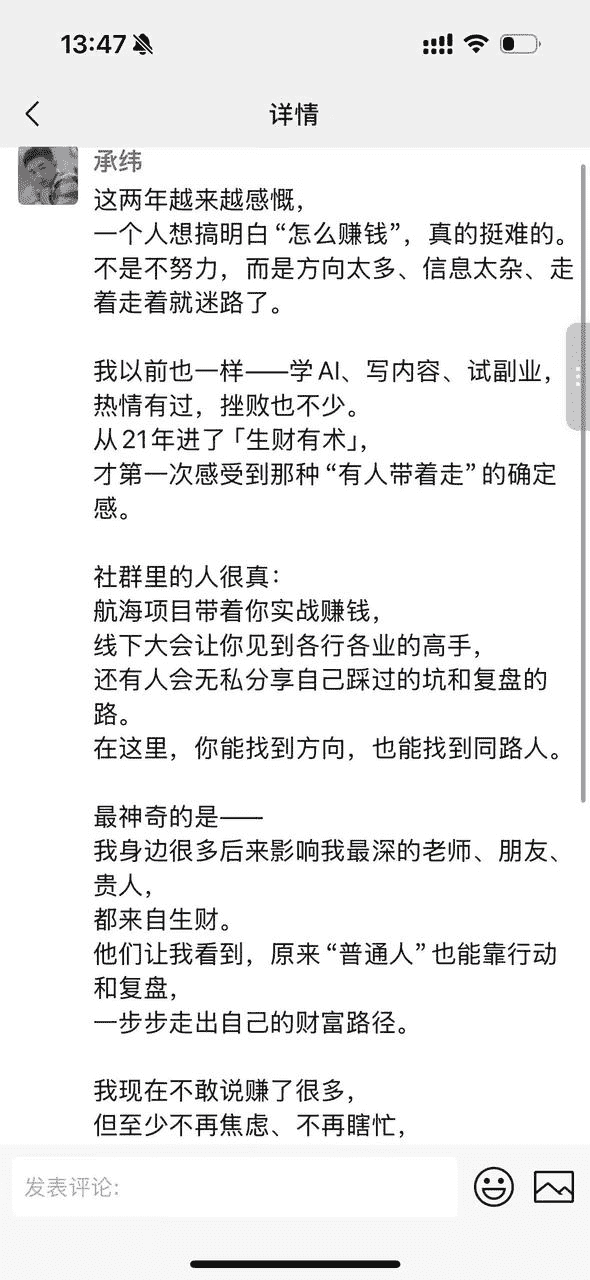 13:47
详情
承纬
这两年越来越感慨，
一个人想搞明白“怎么赚钱”，真的挺难的。
不是不努力，而是方向太多、信息太杂、走
着走着就迷路了。
我以前也一样——学AI、写内容、试副业，
热情有过，挫败也不少。
从21年进了「生财有术」，
才第一次感受到那种“有人带着走”的确定
感。
社群里的人很真：
航海项目带着你实战赚钱，
线下大会让你见到各行各业的高手，
还有人会无私分享自己踩过的坑和复盘的
路。
在这里，你能找到方向，也能找到同路人。
最神奇的是——
我身边很多后来影响我最深的老师、朋友、
贵人，
都来自生财。
他们让我看到，原来“普通人”也能靠行动
和复盘，
一步步走出自己的财富路径。
我现在不敢说赚了很多，
但至少不再焦虑、不再瞎忙，
发表评论: